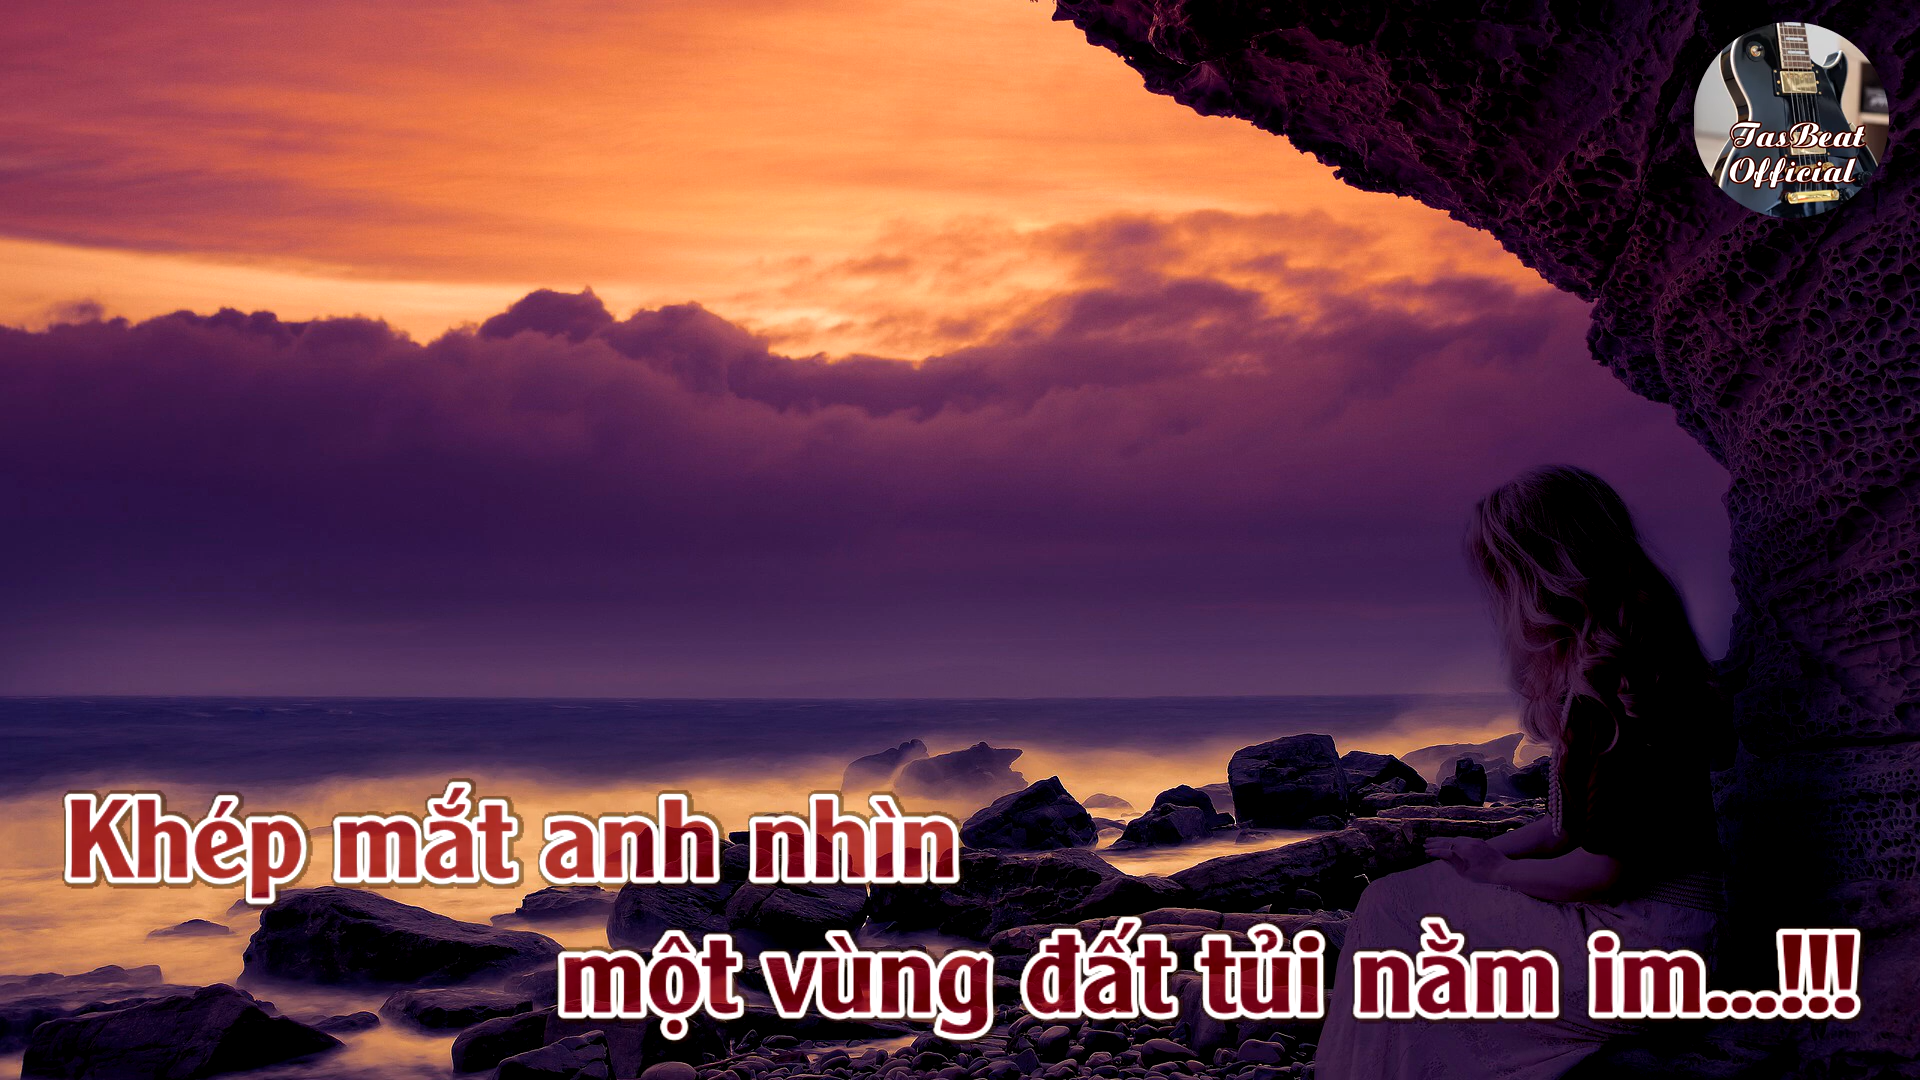 TasBeat
Official
Khép mắt anh nhìn
một vùng đất tủi nằm im...!!!